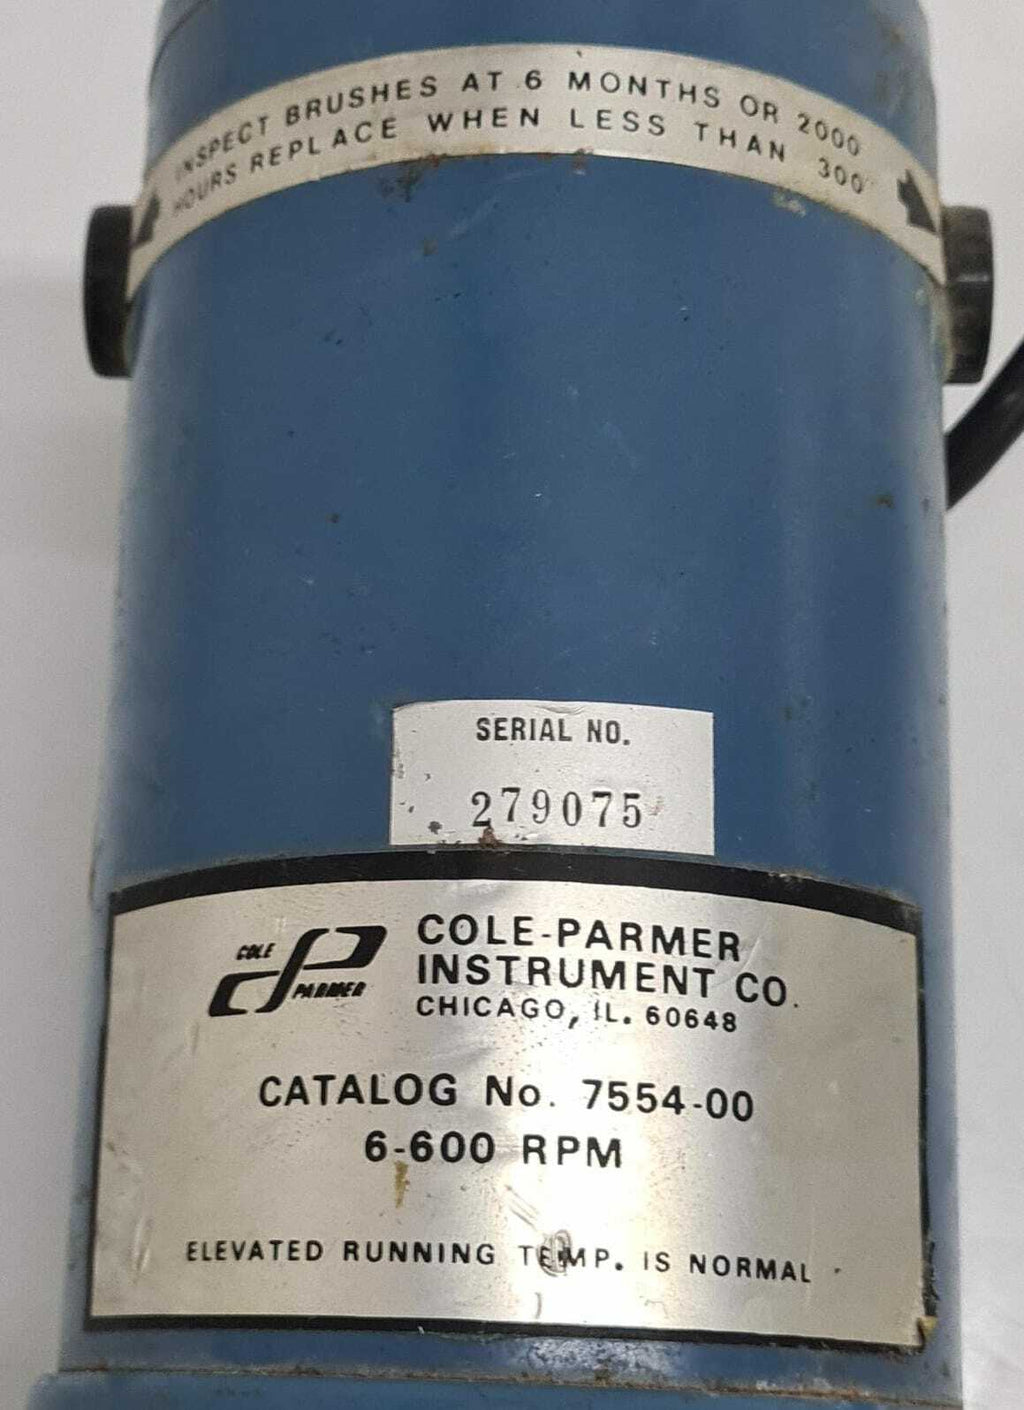 INSPECT BRUSHES AT 6 MONTHS OR 2000
HOURS REPLACE WHEN LESS THAN 300
SERIAL NO.
279075
COLE PARMER
COLE-PARMER
INSTRUMENT CO.
CHICAGO, IL. 60648
CATALOG No. 7554-00
6-600 RPM
ELEVATED RUNNING TEMP. IS NORMAL